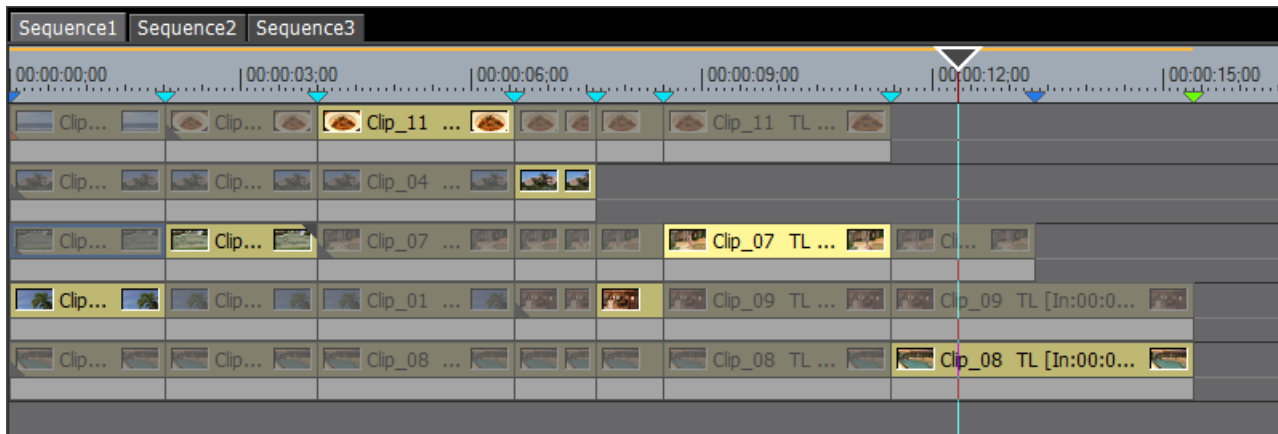 Sequence1 Sequence2 Sequence3
00:00:00;00 00:00:03;00 00:00:06;00 00:00:09;00 00:00:12;00 00:00:15;00
Clip... Clip... Clip_11 ... Clip_11 TL ...
Clip... Clip... Clip_04 ...
Clip... Clip... Clip_07 ... Clip_07 TL ... Cli...
Clip... Clip... Clip_01 ... Clip_09 TL ... Clip_09 TL [In:00:0...
Clip... Clip... Clip_08 ... Clip_08 TL ... Clip_08 TL [In:00:0...